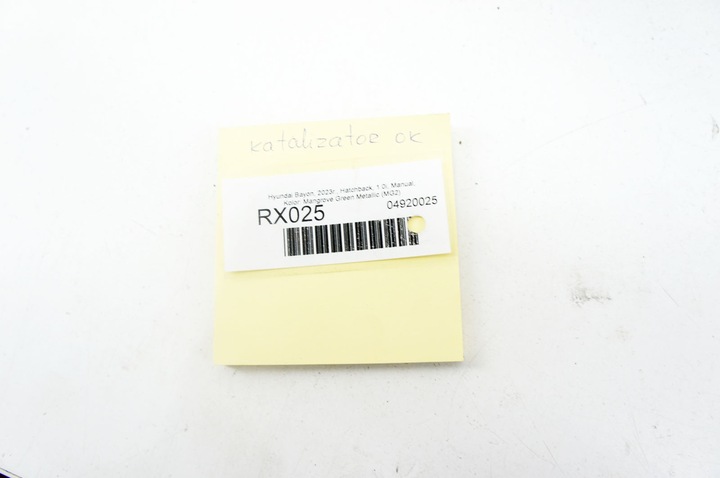 katalizator ok
Hyundai Bayon, 2023r., Hatchback, 1.0i, Manual,
Kolor: Mangrove Green Metallic (MG2)
RX025 04920025